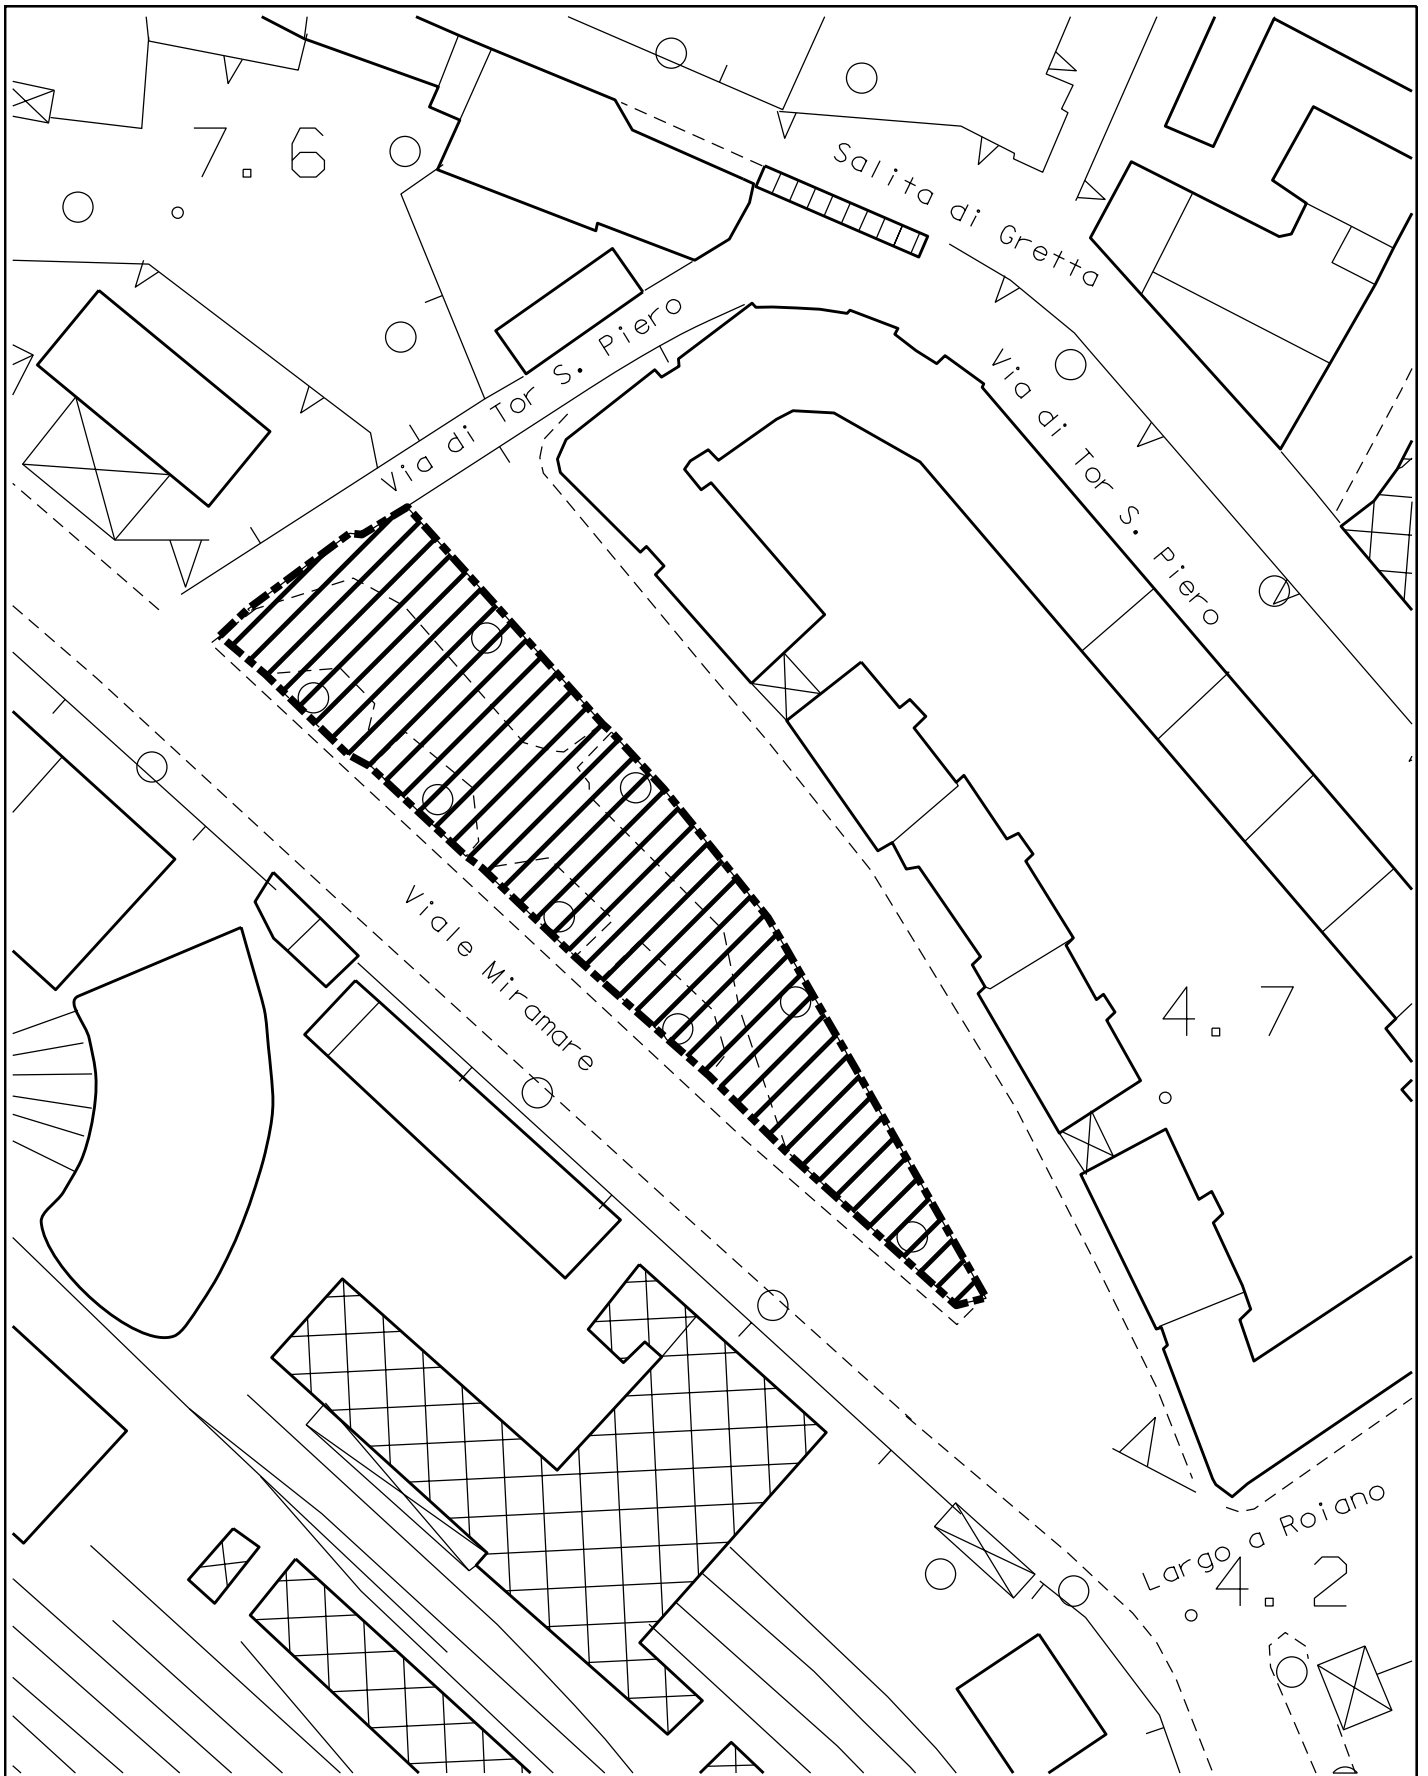 7.6
Salita di Gretta
Via di Tor S. Piero
Via di Tor S. Piero
Viale Miramare
4.7
Largo a Roiano
4.2